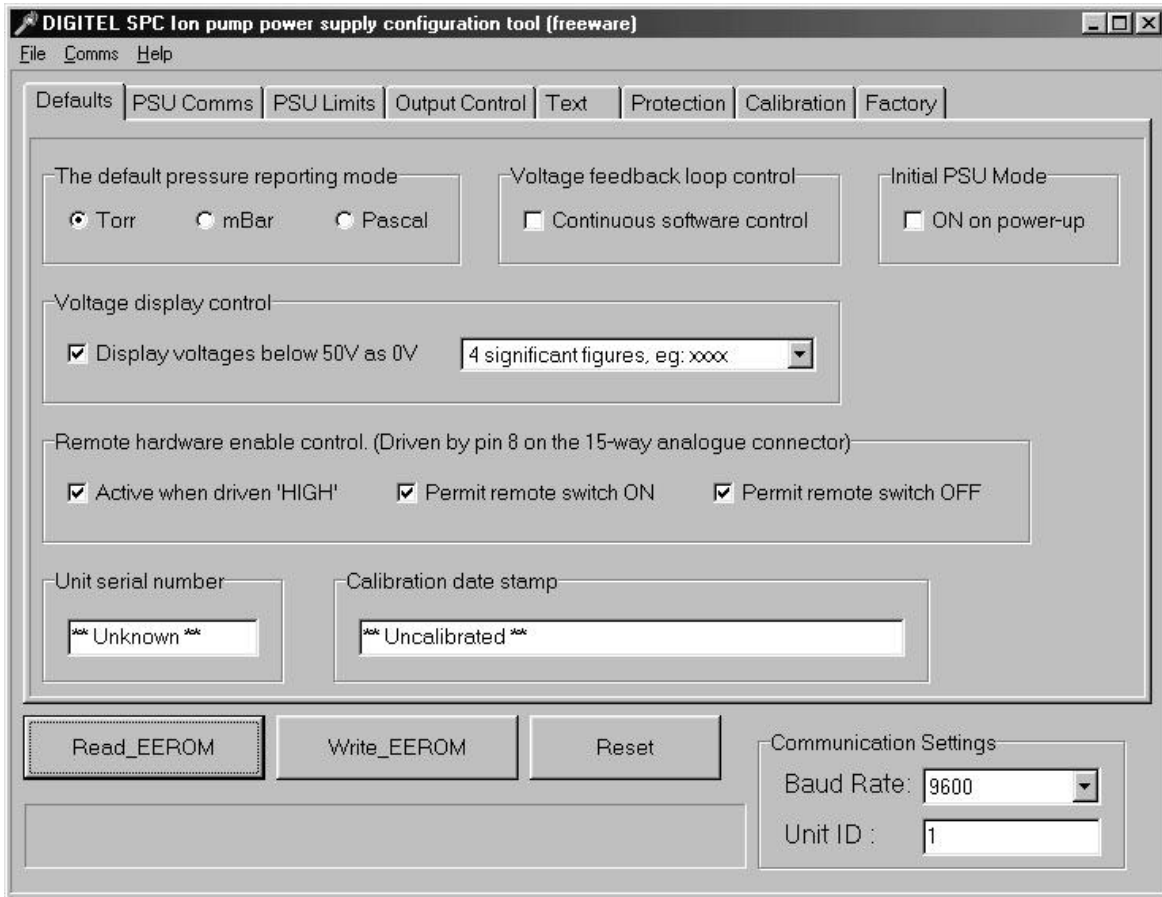 DIGITEL SPC Ion pump power supply configuration tool (freeware)
File Comms Help
Defaults PSU Comms PSU Limits Output Control Text Protection Calibration Factory
The default pressure reporting mode Voltage feedback loop control Initial PSU Mode
Torr mBar Pascal Continuous software control ON on power-up
Voltage display control
Display voltages below 50V as 0V 4 significant figures, eg: xxxx
Remote hardware enable control. (Driven by pin 8 on the 15-way analogue connector)
Active when driven 'HIGH' Permit remote switch ON Permit remote switch OFF
Unit serial number Calibration date stamp
** Unknown ** ** Uncalibrated **
Read_EEROM Write_EEROM Reset
Communication Settings
Baud Rate: 9600
Unit ID : 1